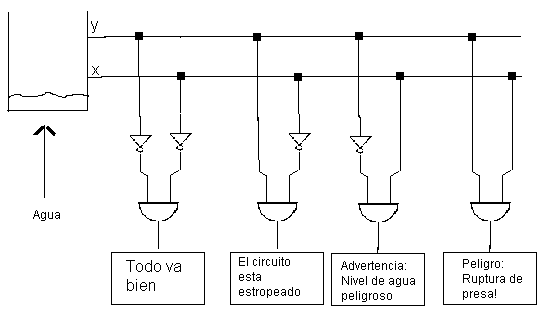 y
x
Agua
Todo va
bien
El circuito
esta
estropeado
Advertencia:
Nivel de agua
peligroso
Peligro:
Ruptura de
presa!